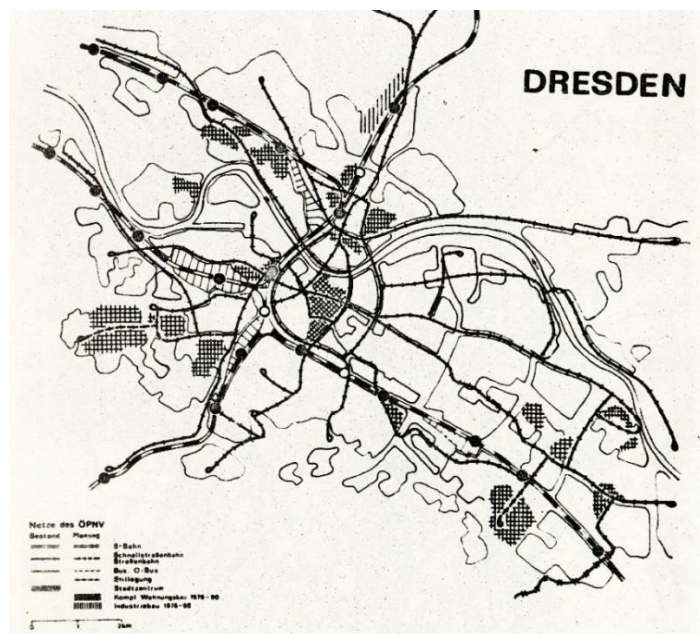 DRESDEN
Netze des ÖPNV
Bestand Planung
S-Bahn
Schnellstraßenbahn
Straßenbahn
Bus, O-Bus
Stillegung
Stadtzentrum
Kompl. Wohnungsbau 1976-90
Industriebau 1976-90
0 1 2km